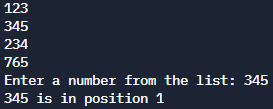 123
345
234
765
Enter a number from the list: 345
345 is in position 1